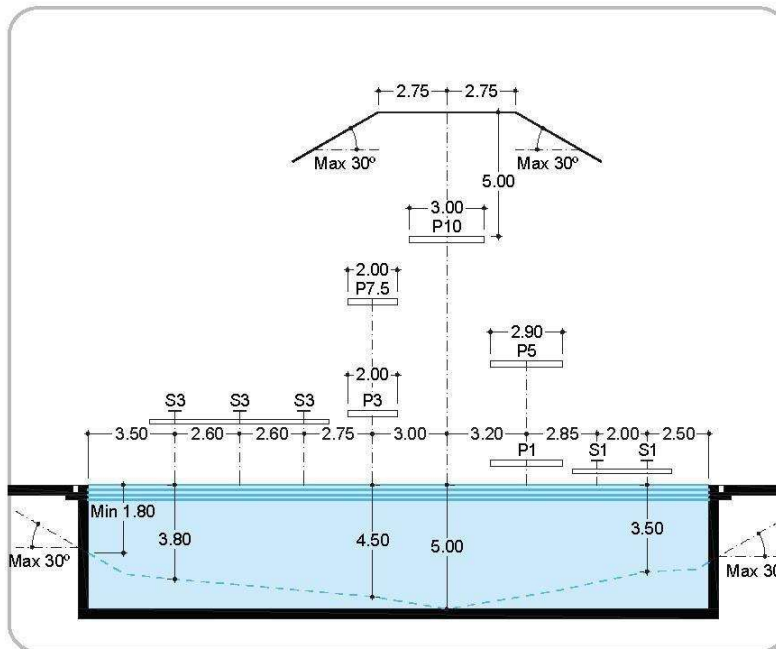 2.75 2.75
Max 30º Max 30º
5.00
3.00
P10
2.00
P7.5
2.90
P5
2.00
P3
S3 S3 S3
3.50 2.60 2.60 2.75 3.00 3.20 2.85 2.00 2.50
P1 S1 S1
Min 1.80
3.80 4.50 5.00 3.50
Max 30º Max 30